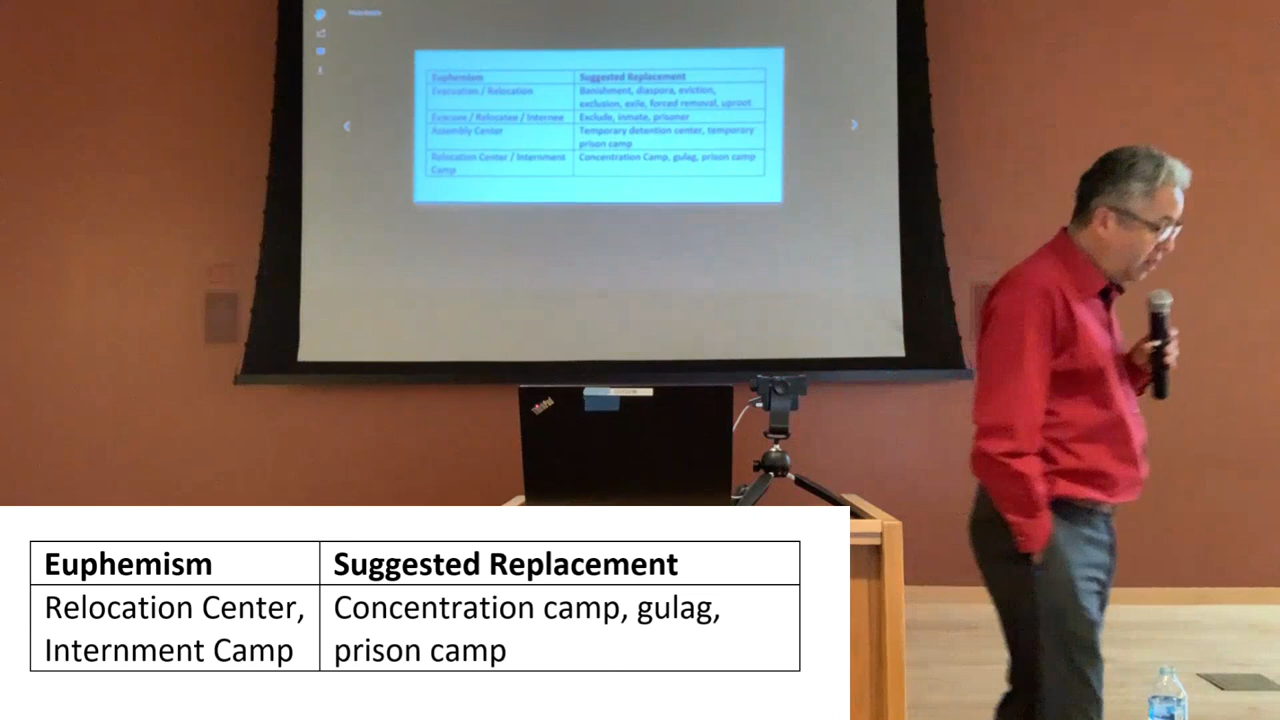 Euphemism Suggested Replacement
Evacuation / Relocation Banishment, diaspora, eviction,
exclusion, exile, forced removal, uproot
Evacuee / Relocatee / Internee Exclude, inmate, prisoner
Assembly Center Temporary detention center, temporary
prison camp
Relocation Center / Internment Concentration Camp, gulag, prison camp
Camp
ThinkPad
Euphemism Suggested Replacement
Relocation Center, Concentration camp, gulag,
Internment Camp prison camp